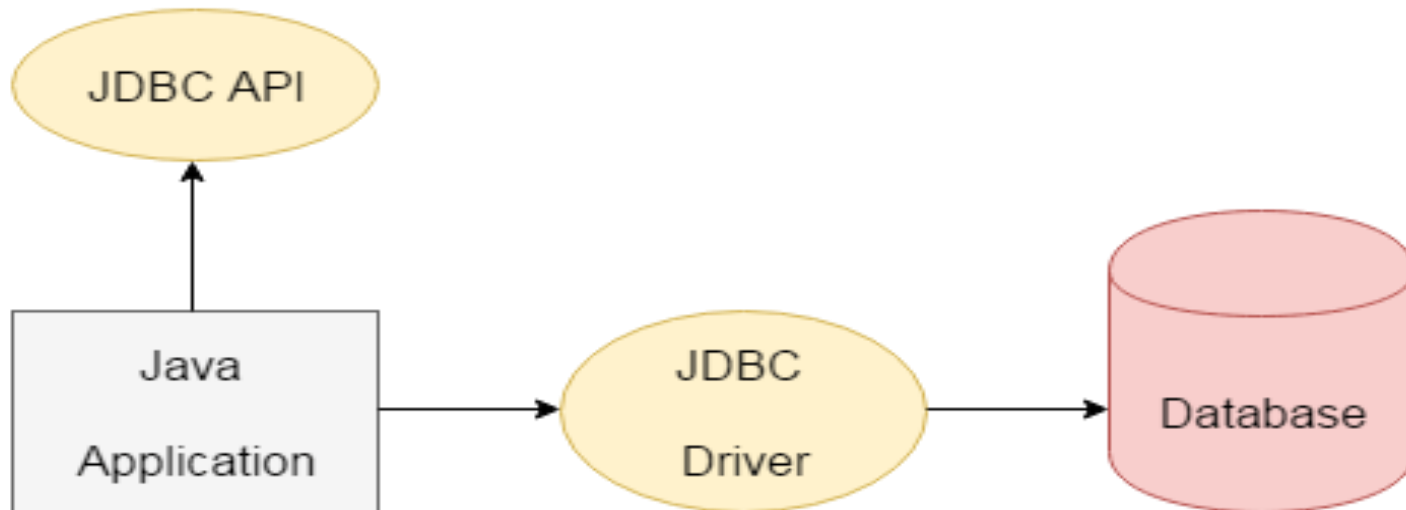 JDBC API
Java
Application
JDBC
Driver
Database